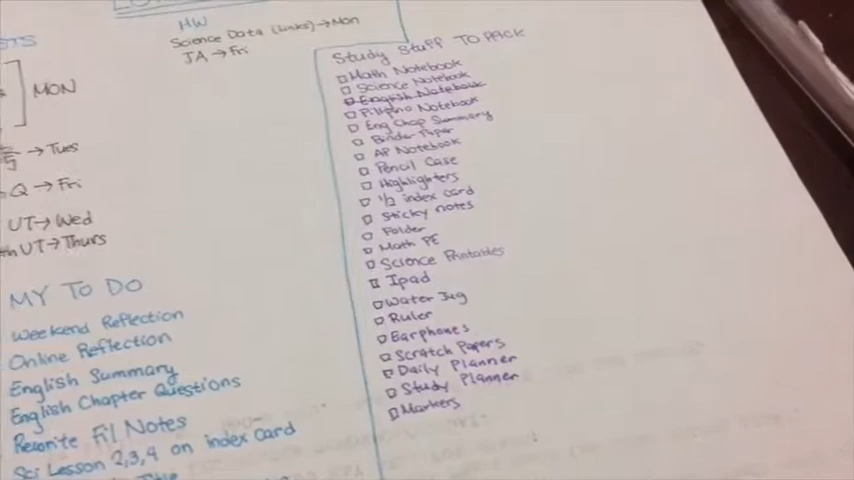 HW
Science Data (Links) → Mon
TA → Fri
MON
→ Tues
Q → Fri
UT → Wed
UT → Thurs
MY TO DO
Weekend Reflection
Online Reflection
English Summary
English Chapter Questions
Rewrite Fil Notes
Sci Lesson 2,3,4 on index card
Study Stuff TO PACK
Math Notebook
Science Notebook
English Notebook
Filipino Notebook
Eng Chap Summary
Binder Paper
AP Notebook
Pencil Case
Highlighters
1/2 index card
Sticky notes
Folder
Math PE
Science Printables
Ipad
Water Jug
Ruler
Earphones
Scratch Papers
Daily Planner
Study Planner
Markers